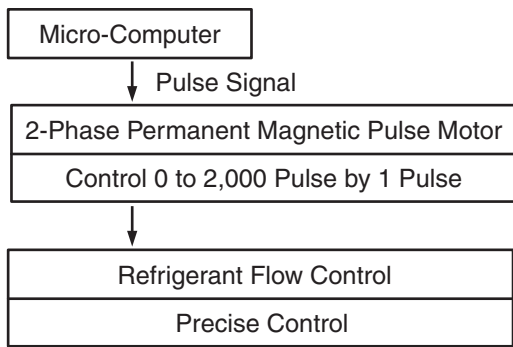 Micro-Computer
Pulse Signal
2-Phase Permanent Magnetic Pulse Motor
Control 0 to 2,000 Pulse by 1 Pulse
Refrigerant Flow Control
Precise Control